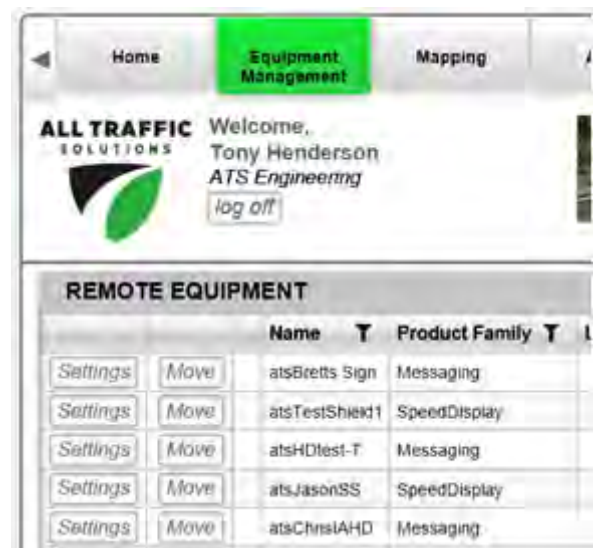 Home
Equipment Management
Mapping
ALL TRAFFIC
SOLUTIONS
Welcome,
Tony Henderson
ATS Engineering
log off
REMOTE EQUIPMENT
Name Product Family
Settings Move atsBretts Sign Messaging
Settings Move atsTestShield1 SpeedDisplay
Settings Move atsHDtest-T Messaging
Settings Move atsJasonSS SpeedDisplay
Settings Move atsChrisIAHD Messaging